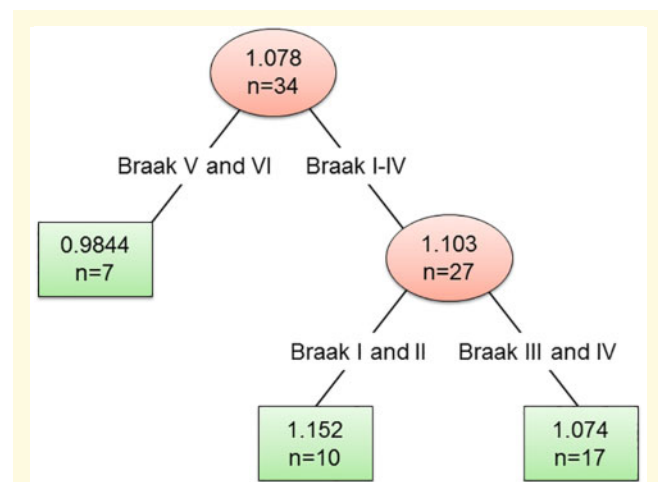 1.078
n=34
Braak V and VI
Braak I-IV
0.9844
n=7
1.103
n=27
Braak I and II
Braak III and IV
1.152
n=10
1.074
n=17